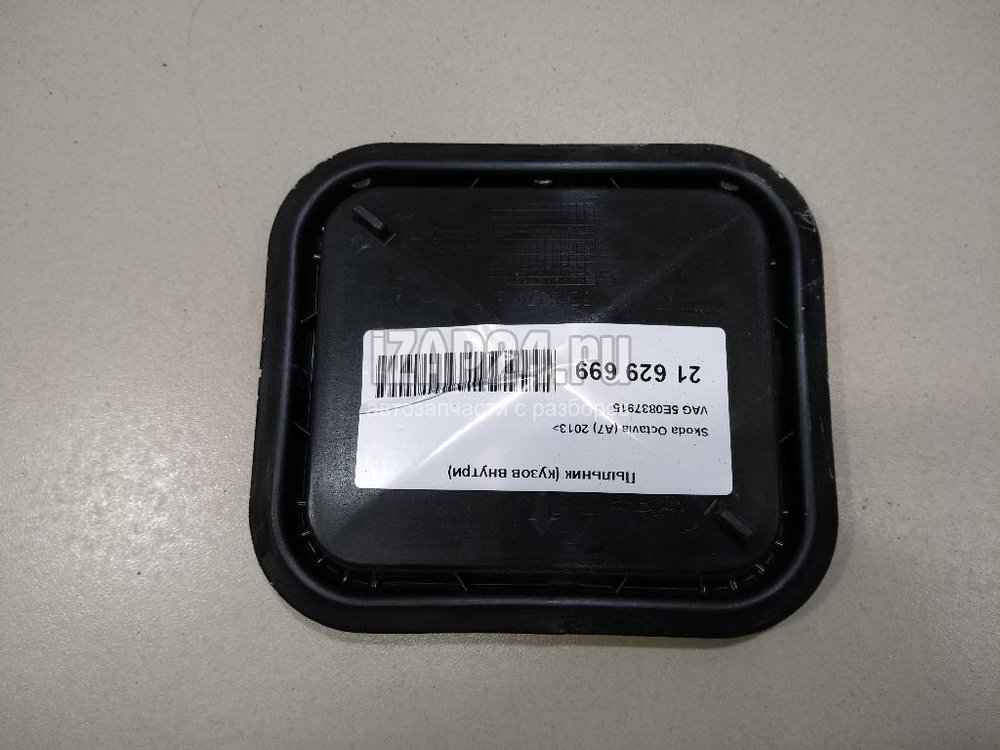 Пыльник (кузов внутри)
Skoda Octavia (A7) 2013>
VAG 5E0837915
21 629 699
iZAP24.ru
автозапчасти с разборок